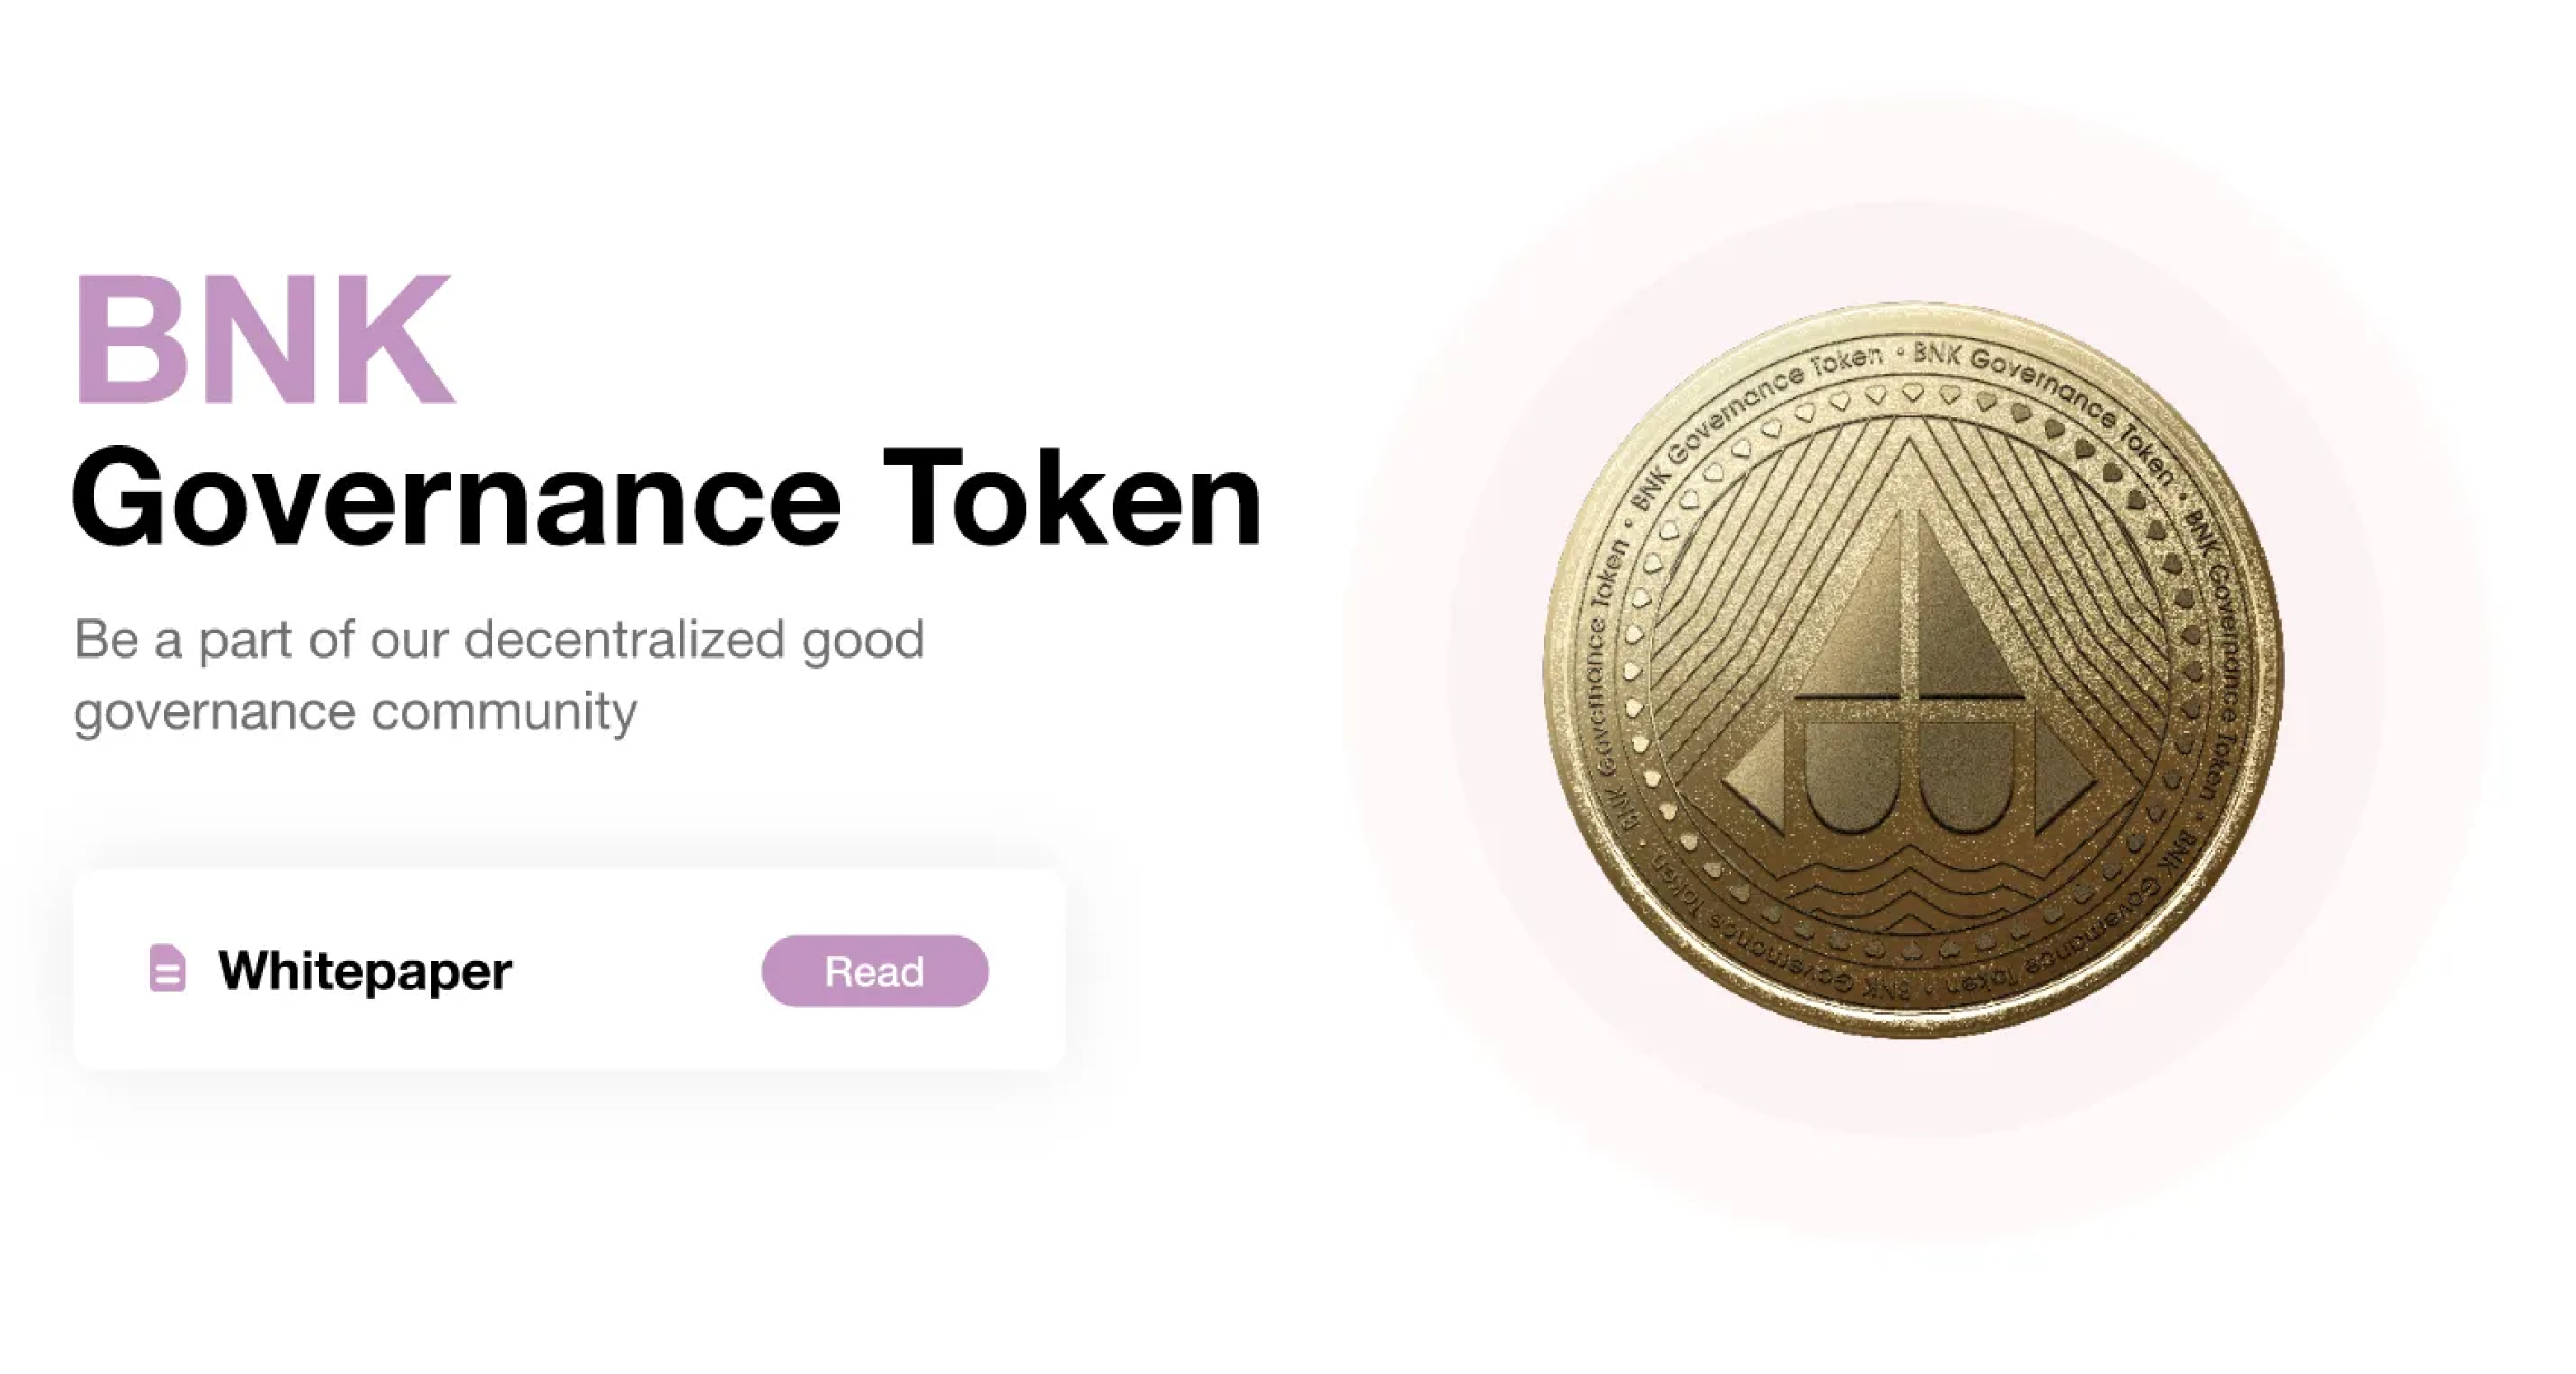 BNK
Governance Token
Be a part of our decentralized good
governance community
Whitepaper
Read
BNK Governance Token • BNK Governance Token • BNK Governance Token • BNK Governance Token • BNK Governance Token • BNK Governance Token •